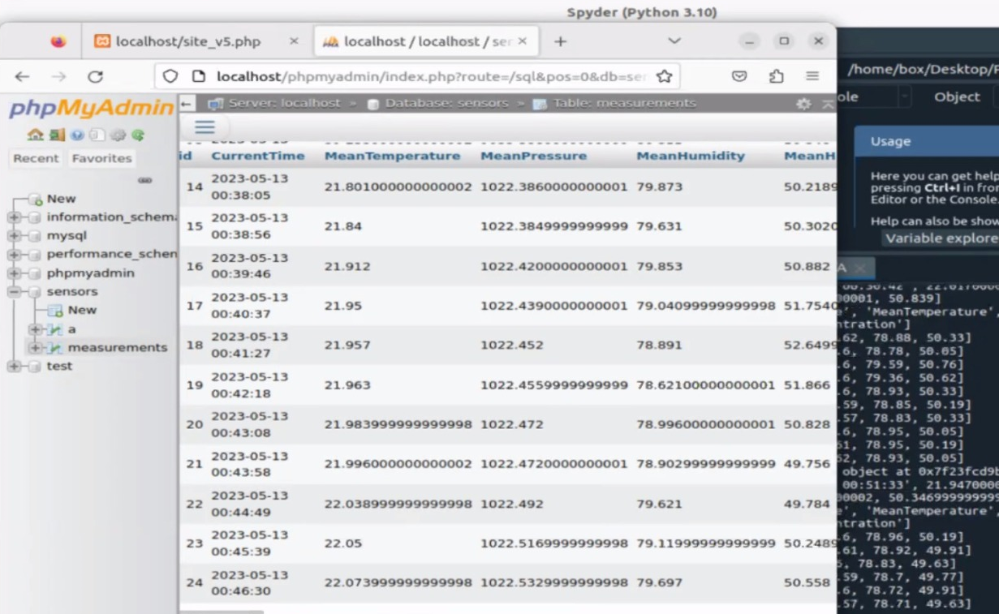 Spyder (Python 3.10)
localhost/site_v5.php
localhost / localhost / ser
localhost/phpmyadmin/index.php?route=/sql&pos=0&db=ser
/home/box/Desktop/P
phpMyAdmin
Server: localhost » Database: sensors » Table: measurements
ole
Object
Recent Favorites
New
information_schema
mysql
performance_schen
phpmyadmin
sensors
New
a
measurements
test
id CurrentTime MeanTemperature MeanPressure MeanHumidity MeanH
14 2023-05-13 00:38:05 21.801000000000002 1022.3860000000001 79.873 50.2189
15 2023-05-13 00:38:56 21.84 1022.3849999999999 79.631 50.3020
16 2023-05-13 00:39:46 21.912 1022.4200000000001 79.853 50.882
17 2023-05-13 00:40:37 21.95 1022.4390000000001 79.04099999999998 51.7540
18 2023-05-13 00:41:27 21.957 1022.452 78.891 52.6499
19 2023-05-13 00:42:18 21.963 1022.4559999999999 78.62100000000001 51.866
20 2023-05-13 00:43:08 21.983999999999998 1022.472 78.99600000000001 50.828
21 2023-05-13 00:43:58 21.996000000000002 1022.4720000000001 78.90299999999999 49.756
22 2023-05-13 00:44:49 22.038999999999998 1022.492 79.621 49.784
23 2023-05-13 00:45:39 22.05 1022.5169999999998 79.11999999999999 50.2489
24 2023-05-13 00:46:30 22.073999999999998 1022.5329999999998 79.697 50.558
Usage
Here you can get help
pressing Ctrl+I in fron
Editor or the Console.
Help can also be show
Variable explore
A
0001, 50.839]
e', 'MeanTemperature',
ntration']
.62, 78.88, 50.33]
.6, 78.78, 50.05]
.6, 79.59, 50.76]
.6, 79.36, 50.62]
.6, 78.93, 50.33]
.59, 78.85, 50.19]
.57, 78.83, 50.33]
.6, 78.95, 50.05]
51, 78.95, 50.19]
52, 78.93, 50.05]
object at 0x7f23fcd9b
00:51:33', 21.9470000
00002, 50.3469999999
e', 'MeanTemperature',
ntration']
.6, 78.96, 50.19]
.61, 78.92, 49.91]
5, 78.83, 49.63]
.59, 78.7, 49.77]
.6, 78.72, 49.91]
.57, 78.71, 49.63]